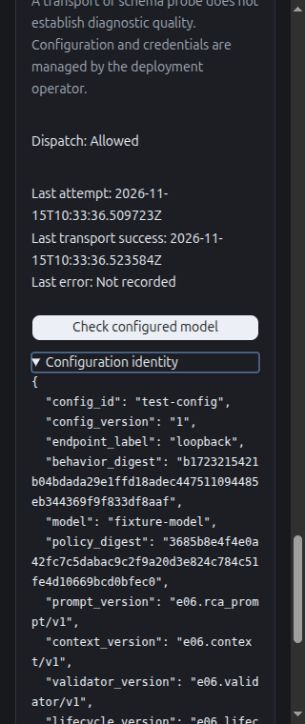 A transport or schema probe does not
establish diagnostic quality.
Configuration and credentials are
managed by the deployment
operator.
Dispatch: Allowed
Last attempt: 2026-11-
15T10:33:36.509723Z
Last transport success: 2026-11-
15T10:33:36.523584Z
Last error: Not recorded
Check configured model
▼ Configuration identity
{
"config_id": "test-config",
"config_version": "1",
"endpoint_label": "loopback",
"behavior_digest": "b1723215421
b04bdada29e1ffd18adec447511094485
eb344369f9f833df8aaf",
"model": "fixture-model",
"policy_digest": "3685b8e4f4e0a
42fc7c5dabac9c2f9a20d3e824c784c51
fe4d10669bcd0bfec0",
"prompt_version": "e06.rca_prom
pt/v1",
"context_version": "e06.contex
t/v1",
"validator_version": "e06.valid
ator/v1",
"lifecycle_version": "e06.lifec